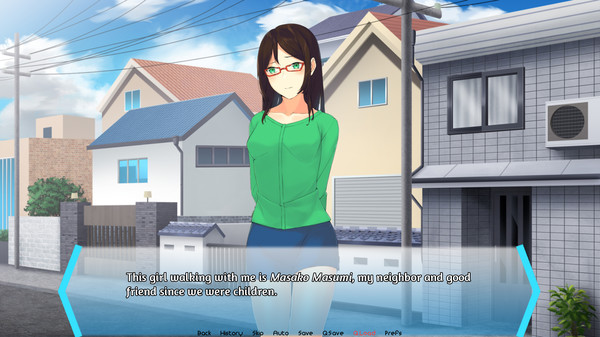 This girl walking with me is Masako Masumi, my neighbor and good
friend since we were children.
Back History Skip Auto Save Q.Save Q.Load Prefs